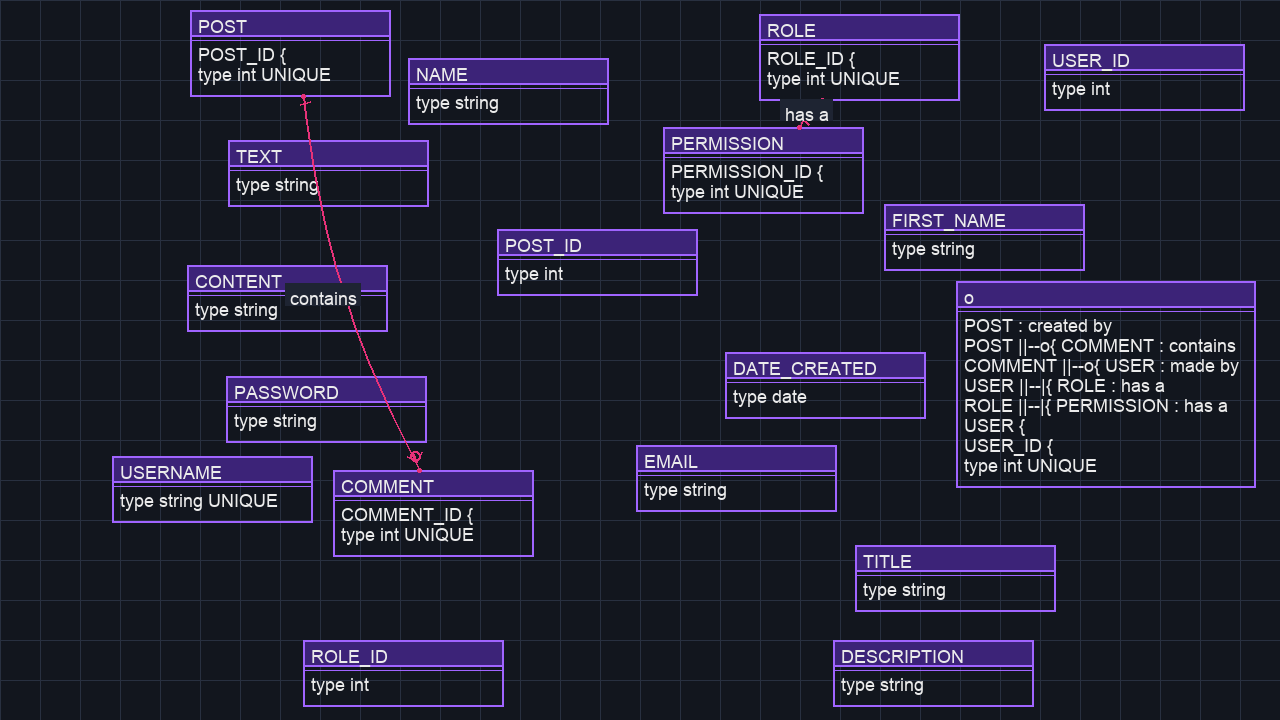 POST
POST_ID {
type int UNIQUE
ROLE
ROLE_ID {
type int UNIQUE
USER_ID
type int
NAME
type string
has a
PERMISSION
PERMISSION_ID {
type int UNIQUE
TEXT
type string
FIRST_NAME
type string
POST_ID
type int
CONTENT
type string
contains
o
POST : created by
POST ||--o{ COMMENT : contains
COMMENT ||--o{ USER : made by
USER ||--|{ ROLE : has a
ROLE ||--|{ PERMISSION : has a
USER {
USER_ID {
type int UNIQUE
DATE_CREATED
type date
PASSWORD
type string
EMAIL
type string
USERNAME
type string UNIQUE
COMMENT
COMMENT_ID {
type int UNIQUE
TITLE
type string
ROLE_ID
type int
DESCRIPTION
type string